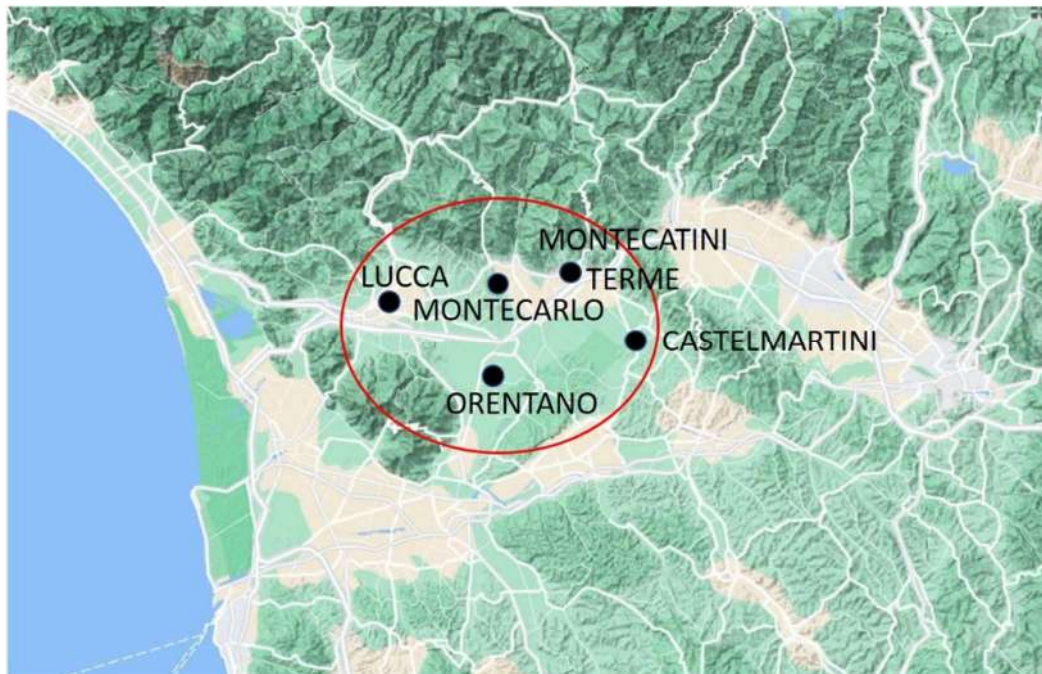 MONTECATINI
TERME
LUCCA
MONTECARLO
CASTELMARTINI
ORENTANO